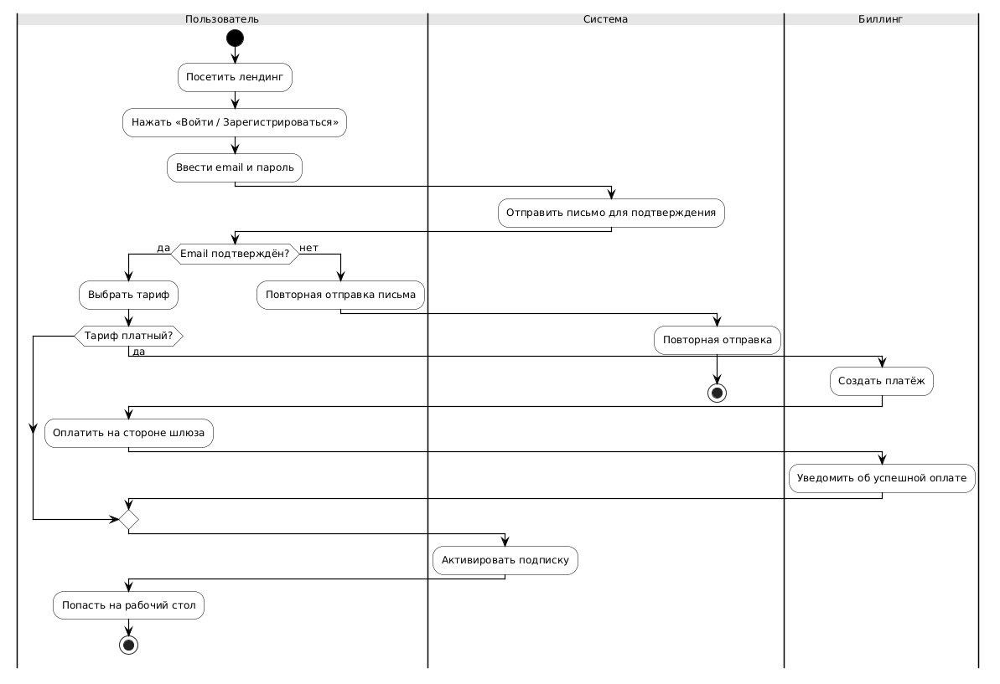 Пользователь
Система
Биллинг
Посетить лендинг
Нажать «Войти / Зарегистрироваться»
Ввести email и пароль
Отправить письмо для подтверждения
да
Email подтверждён?
нет
Выбрать тариф
Повторная отправка письма
Тариф платный?
Повторная отправка
да
Создать платёж
Оплатить на стороне шлюза
Уведомить об успешной оплате
Активировать подписку
Попасть на рабочий стол